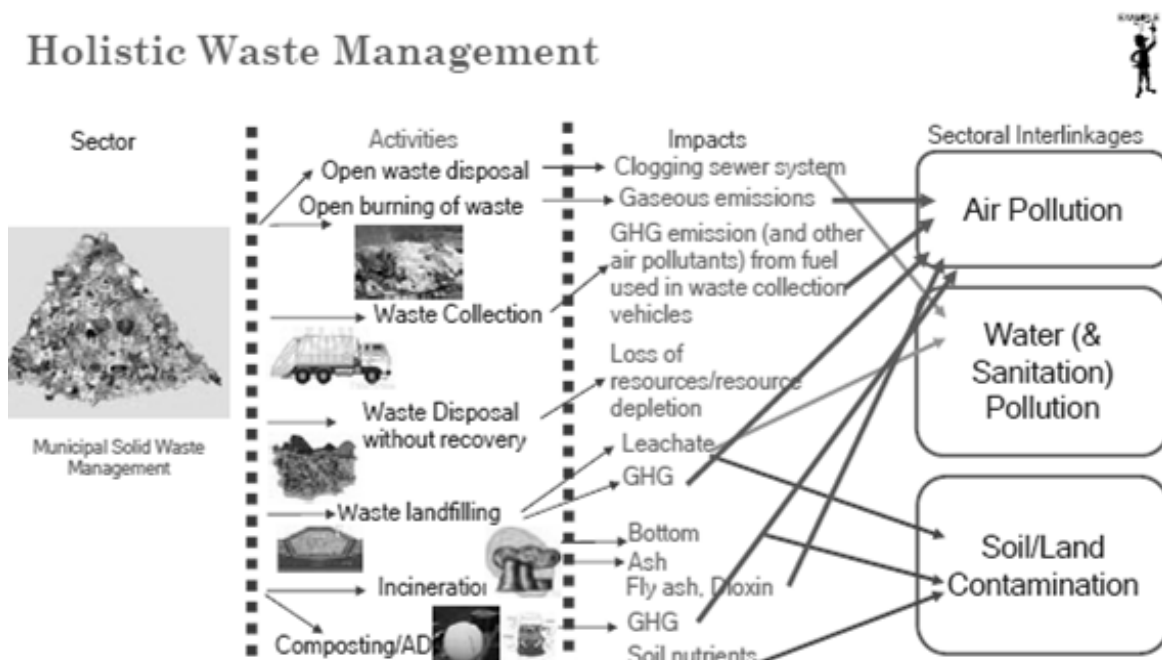 Holistic Waste Management
Sector
Activities
Impacts
Sectoral Interlinkages
Municipal Solid Waste
Management
Open waste disposal
Open burning of waste
Waste Collection
Waste Disposal
without recovery
Waste landfilling
Incineration
Composting/AD
Clogging sewer system
Gaseous emissions
GHG emission (and other
air pollutants) from fuel
used in waste collection
vehicles
Loss of
resources/resource
depletion
Leachate
GHG
Bottom
Ash
Fly ash, Dioxin
GHG
Soil nutrients
Air Pollution
Water (&
Sanitation)
Pollution
Soil/Land
Contamination